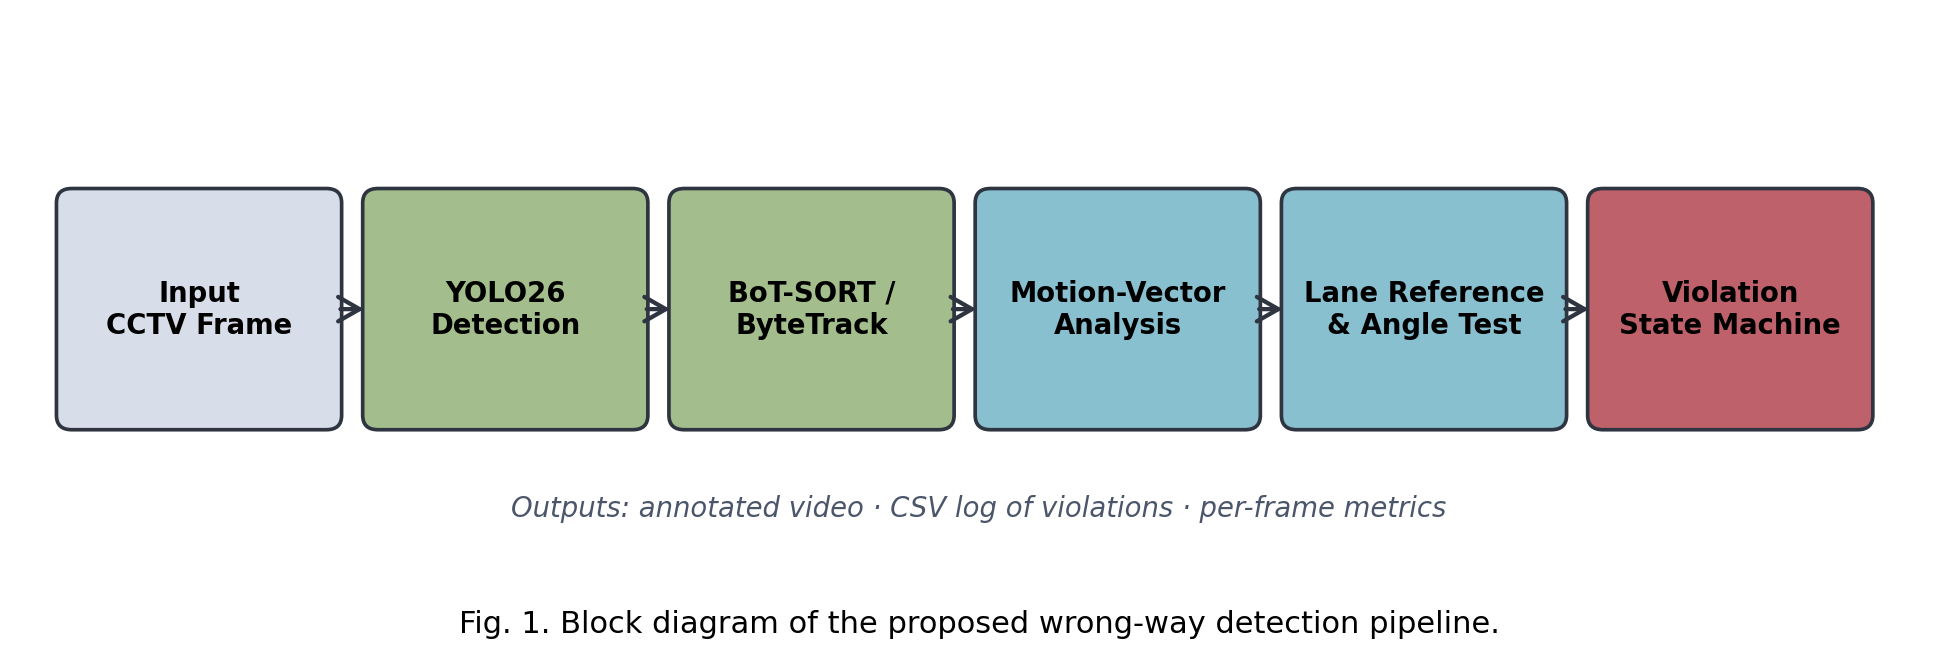 Input
CCTV Frame
YOLO26
Detection
BoT-SORT /
ByteTrack
Motion-Vector
Analysis
Lane Reference
& Angle Test
Violation
State Machine
Outputs: annotated video · CSV log of violations · per-frame metrics
Fig. 1. Block diagram of the proposed wrong-way detection pipeline.